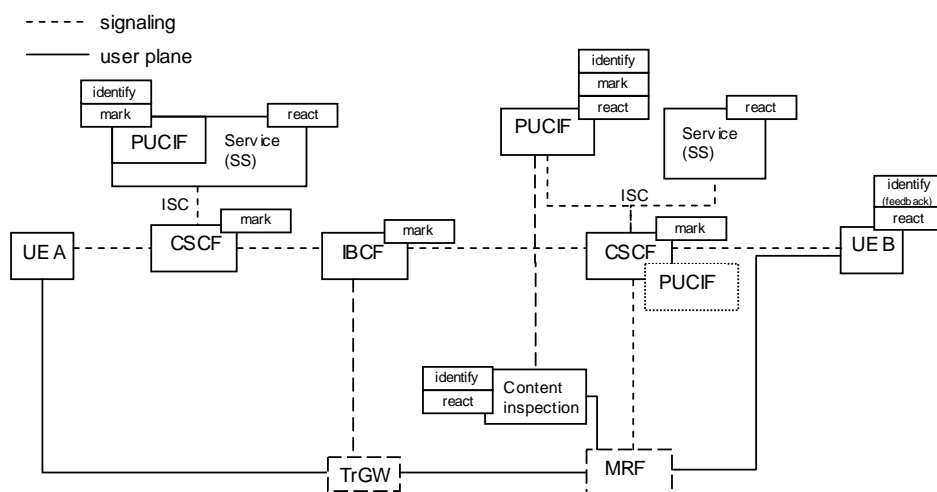 signaling
user plane
identify
mark
PUCIF
Service
(SS)
react
ISC
identify
mark
react
PUCIF
Service
(SS)
react
ISC
identify
(feedback)
react
UE A
CSCF
mark
IBCF
mark
CSCF
mark
PUCIF
UE B
identify
react
Content
inspection
TrGW
MRF